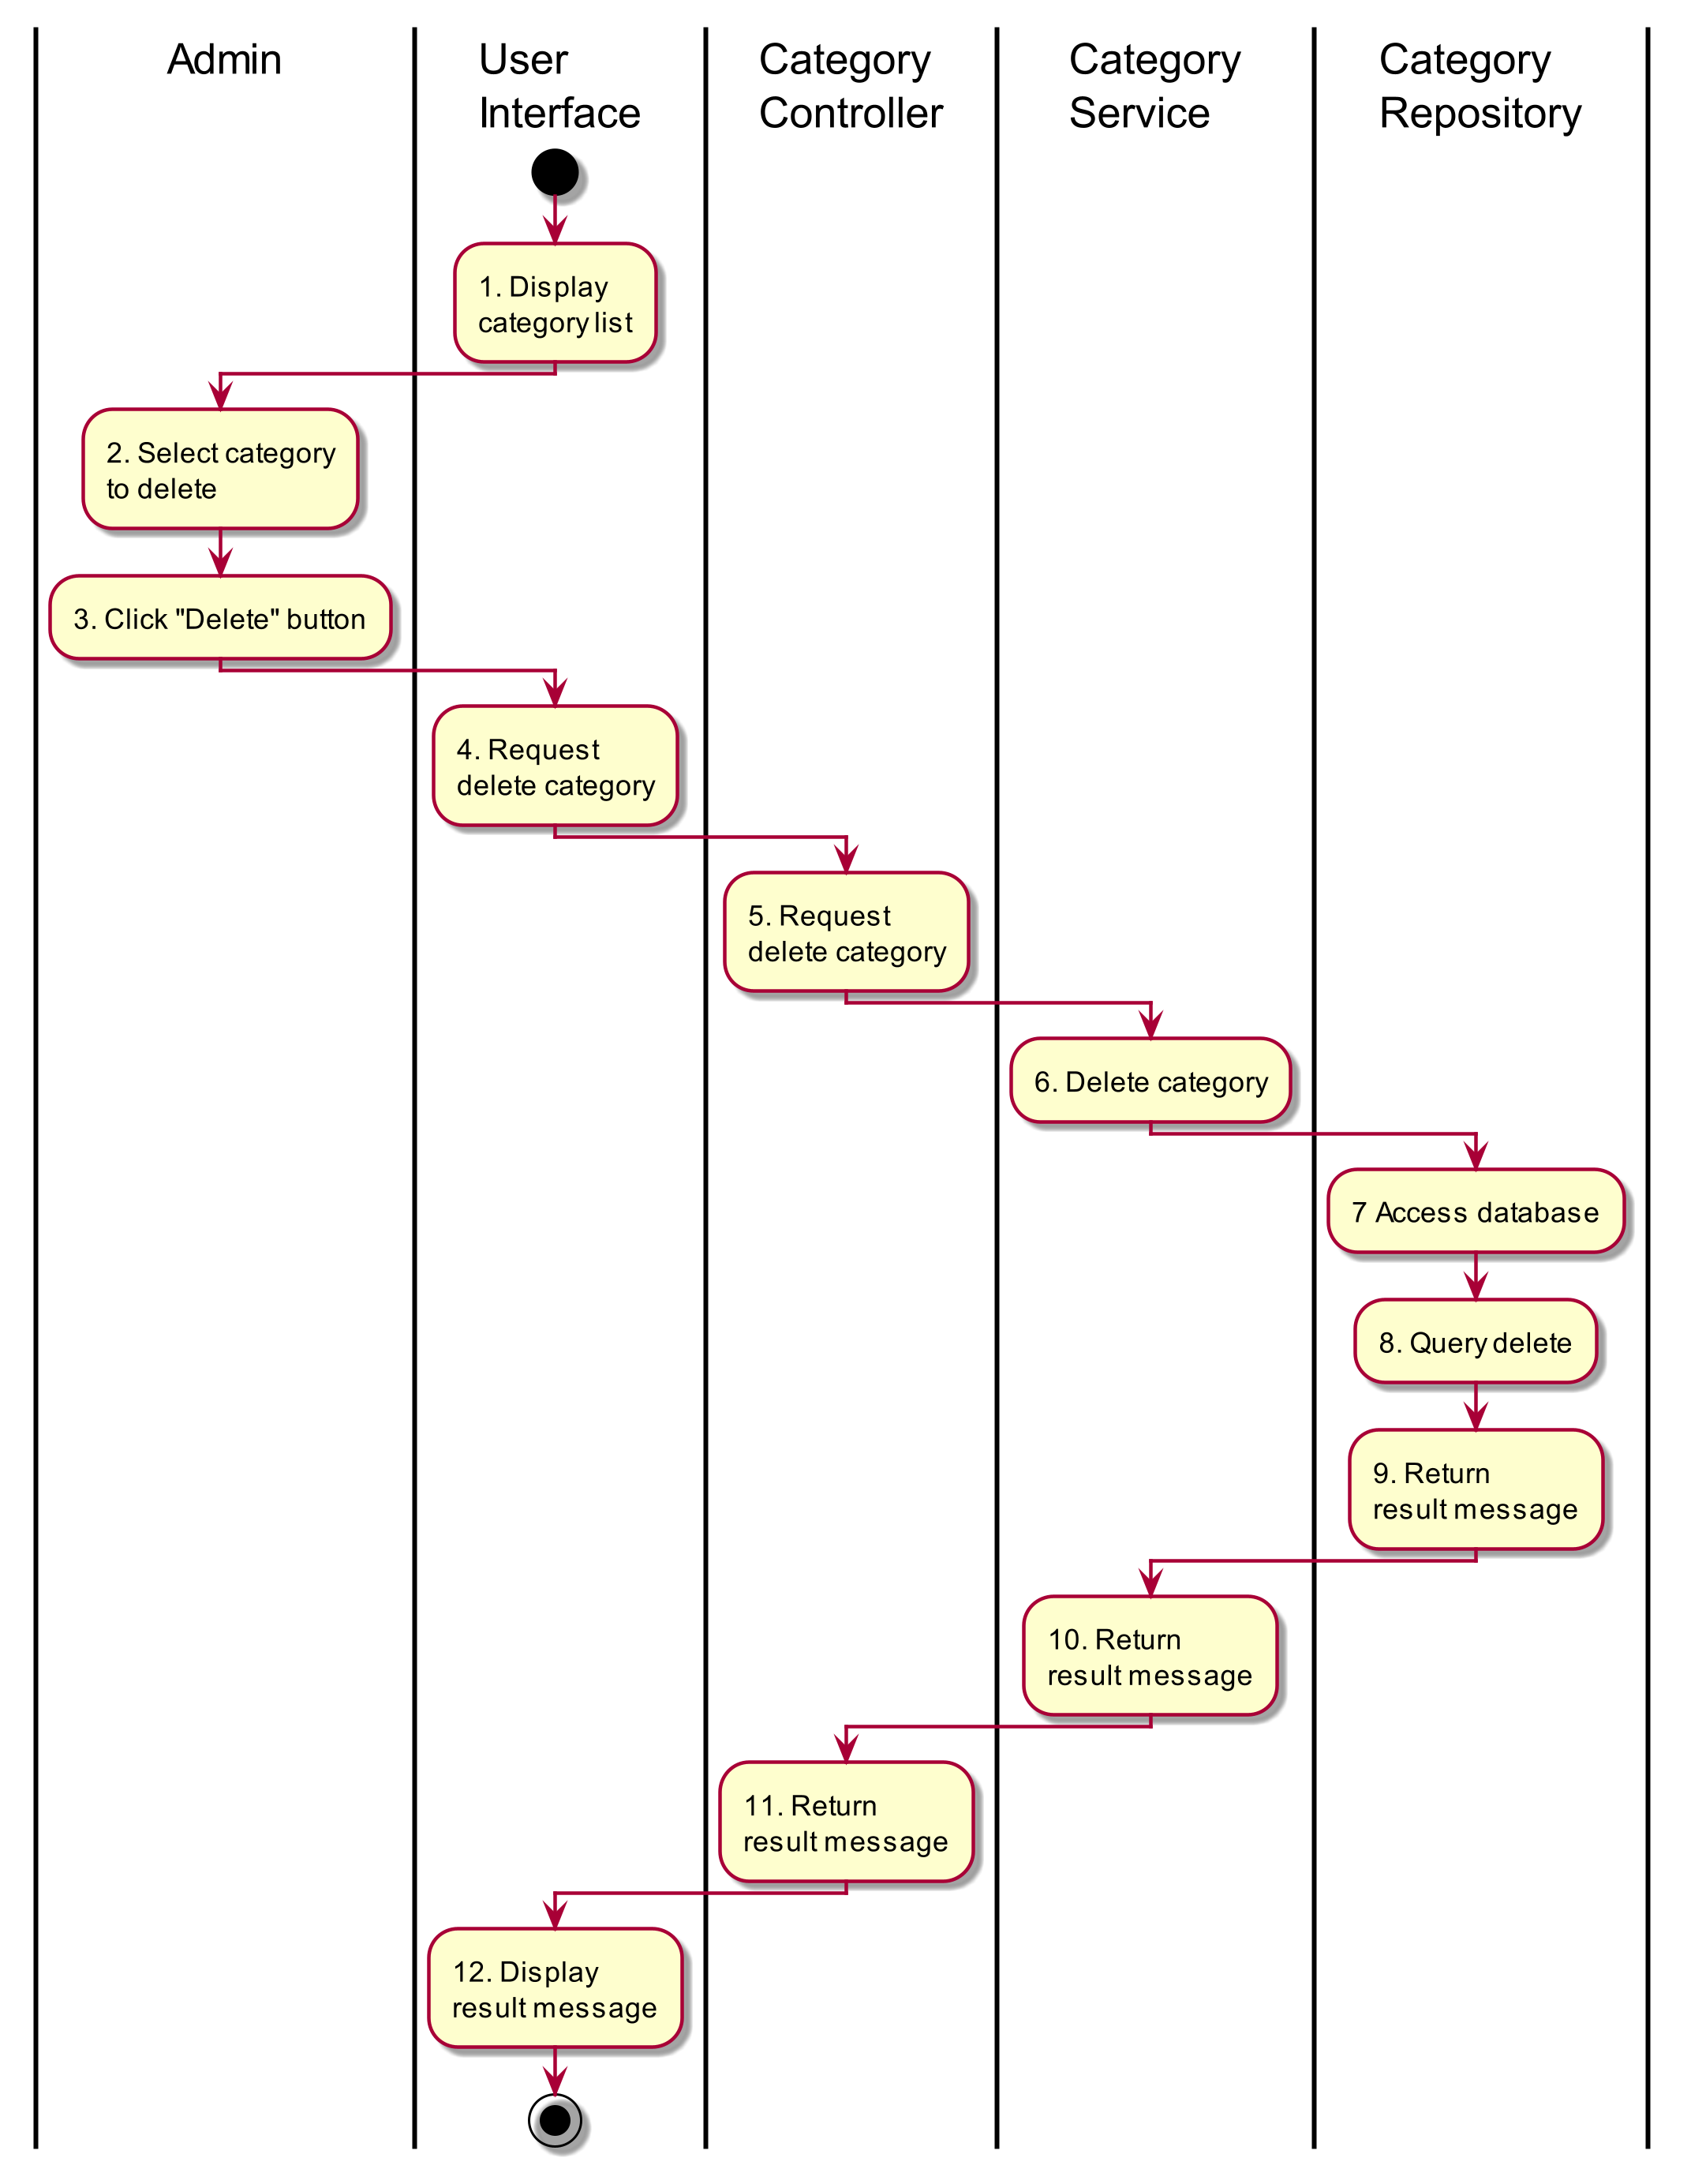 Admin
User
Interface
Category
Controller
Category
Service
Category
Repository
1. Display
category list
2. Select category
to delete
3. Click "Delete" button
4. Request
delete category
5. Request
delete category
6. Delete category
7 Access database
8. Query delete
9. Return
result message
10. Return
result message
11. Return
result message
12. Display
result message